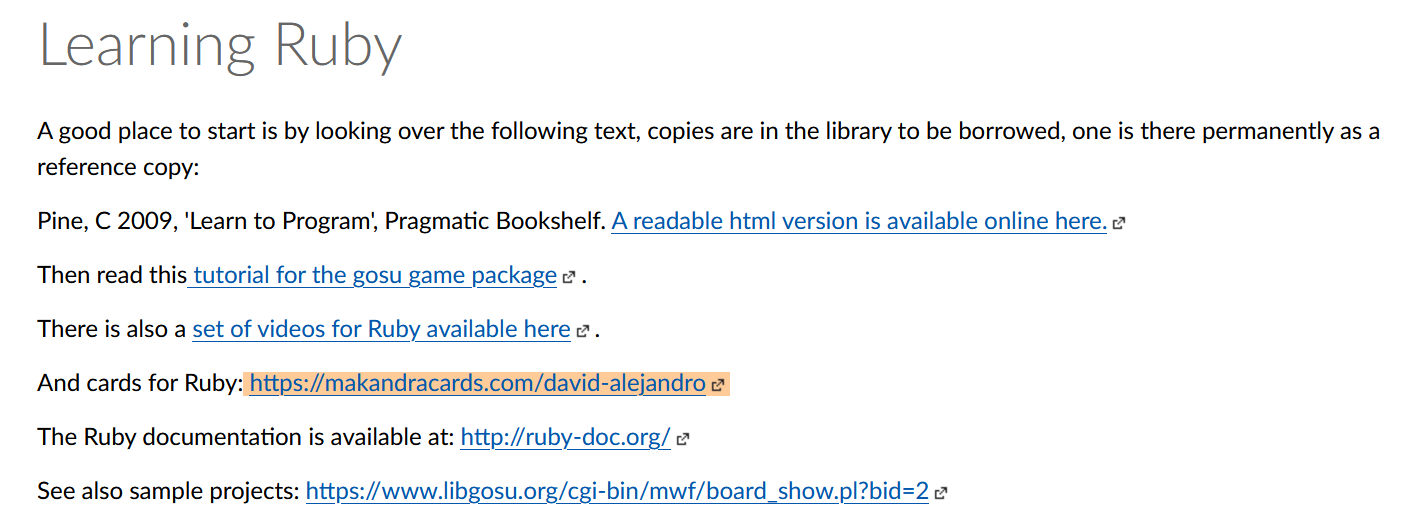 Learning Ruby
A good place to start is by looking over the following text, copies are in the library to be borrowed, one is there permanently as a
reference copy:
Pine, C 2009, 'Learn to Program', Pragmatic Bookshelf. A readable html version is available online here.
Then read this tutorial for the gosu game package .
There is also a set of videos for Ruby available here .
And cards for Ruby: https://makandracards.com/david-alejandro
The Ruby documentation is available at: http://ruby-doc.org/
See also sample projects: https://www.libgosu.org/cgi-bin/mwf/board_show.pl?bid=2